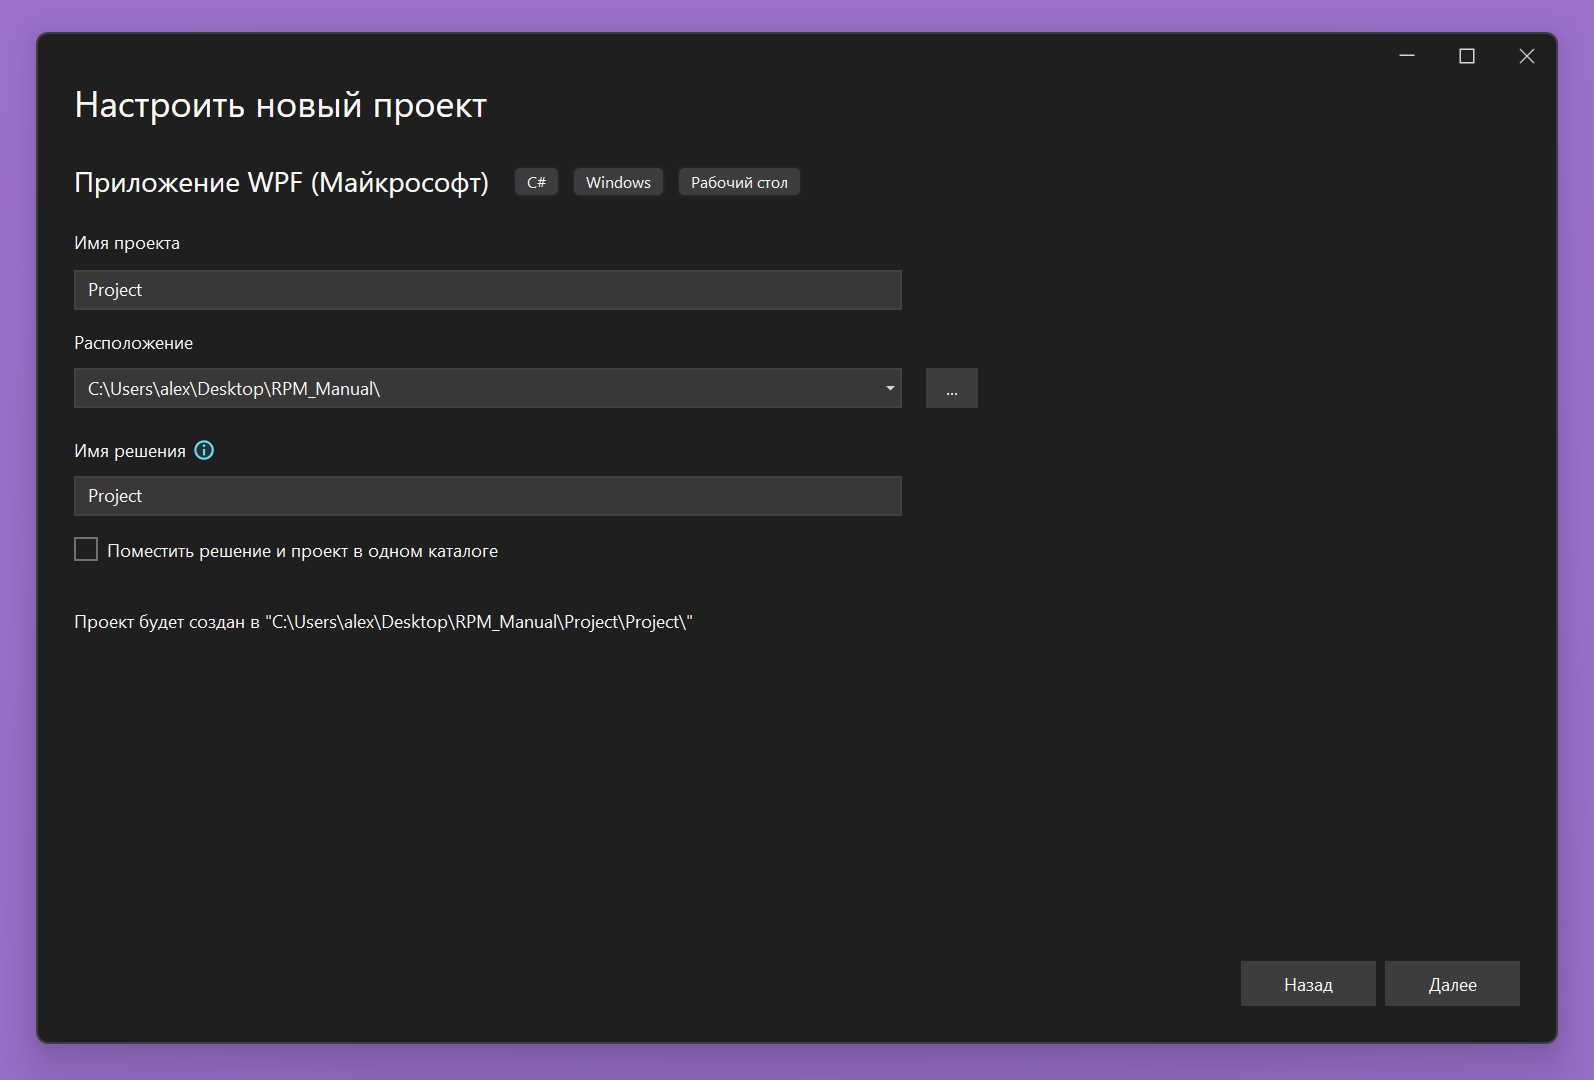 Настроить новый проект
Приложение WPF (Майкрософт) C# Windows Рабочий стол
Имя проекта
Project
Расположение
C:\Users\alex\Desktop\RPM_Manual\ ...
Имя решения
Project
Поместить решение и проект в одном каталоге
Проект будет создан в "C:\Users\alex\Desktop\RPM_Manual\Project\Project\"
Назад Далее